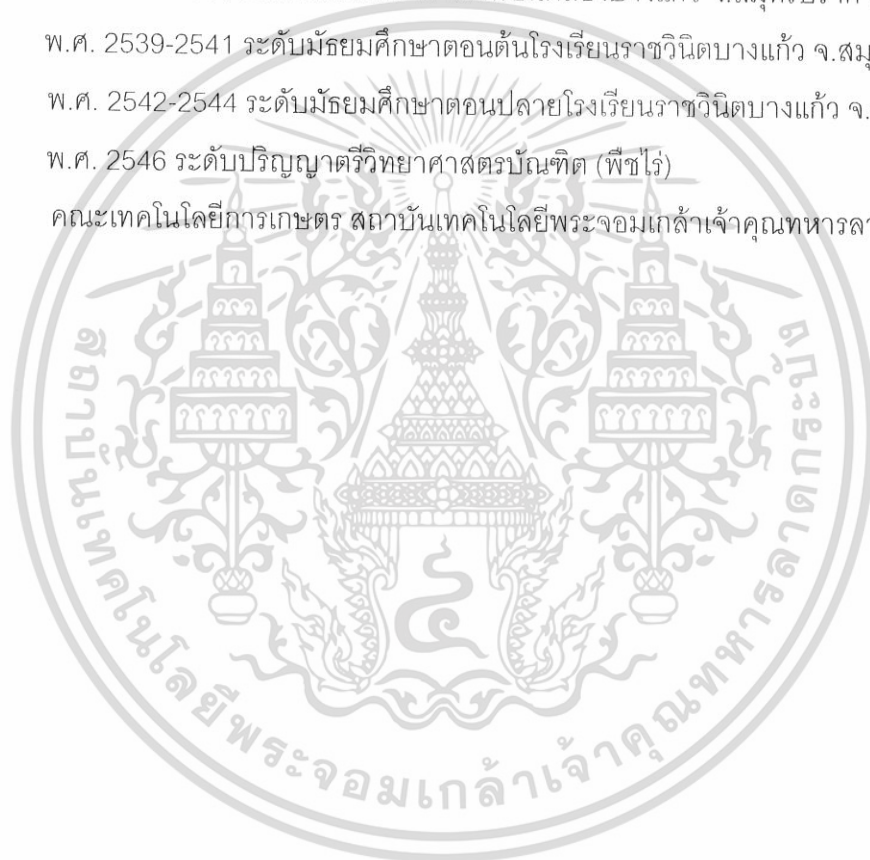 พ.ศ. 2539-2541 ระดับมัธยมศึกษาตอนต้นโรงเรียนราชวินิตบางแก้ว จ.สมุ
พ.ศ. 2542-2544 ระดับมัธยมศึกษาตอนปลายโรงเรียนราชวินิตบางแก้ว จ.
พ.ศ. 2546 ระดับปริญญาตรีวิทยาศาสตรบัณฑิต (พืชไร่)
คณะเทคโนโลยีการเกษตร สถาบันเทคโนโลยีพระจอมเกล้าเจ้าคุณทหารลา
สถาบันเทคโนโลยีพระจอมเกล้าเจ้าคุณทหารลาดกระบัง
๔